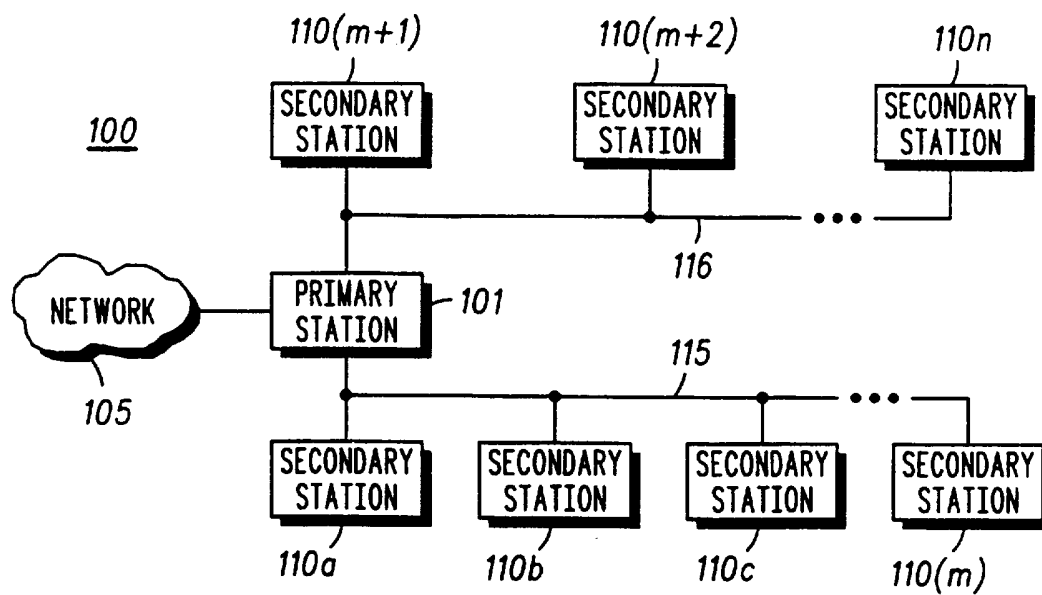 110(m+1)
110(m+2)
110n
SECONDARY
STATION
SECONDARY
STATION
SECONDARY
STATION
100
116
NETWORK
105
PRIMARY
STATION
101
115
SECONDARY
STATION
SECONDARY
STATION
SECONDARY
STATION
SECONDARY
STATION
110a
110b
110c
110(m)